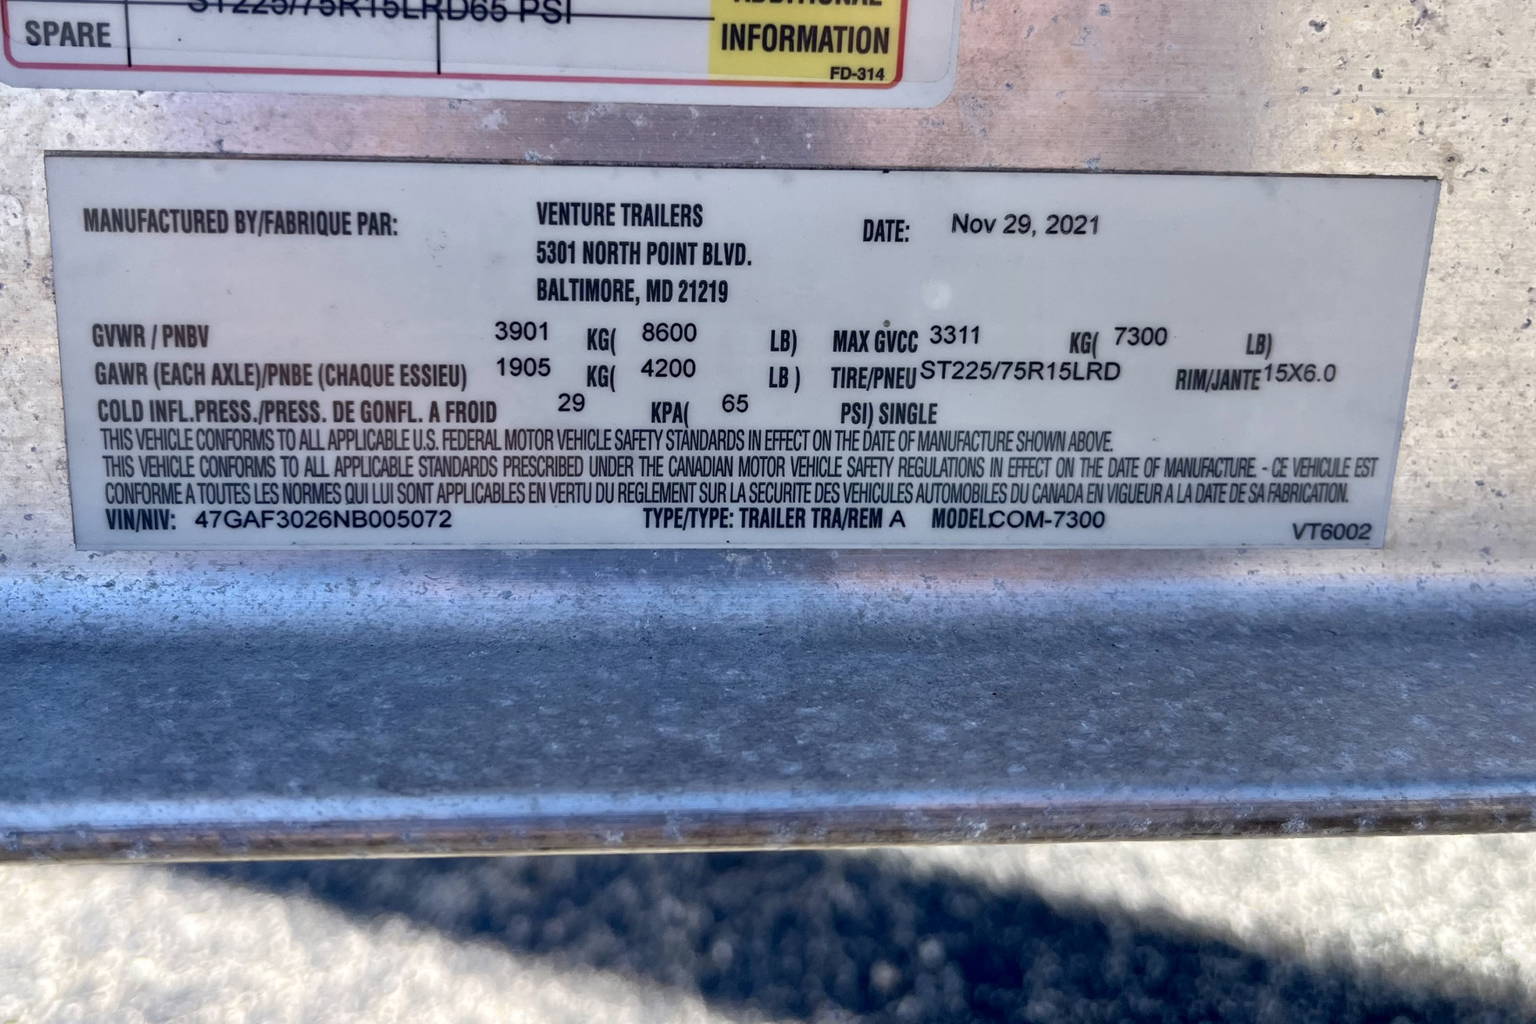 ST225/75R15LRD65 PSI
SPARE
ADDITIONAL
INFORMATION
FD-314
MANUFACTURED BY/FABRIQUE PAR: VENTURE TRAILERS DATE: Nov 29, 2021
5301 NORTH POINT BLVD.
BALTIMORE, MD 21219
GVWR / PNBV 3901 KG( 8600 LB) MAX GVCC 3311 KG( 7300 LB)
GAWR (EACH AXLE)/PNBE (CHAQUE ESSIEU) 1905 KG( 4200 LB) TIRE/PNEU ST225/75R15LRD RIM/JANTE 15X6.0
COLD INFL.PRESS./PRESS. DE GONFL. A FROID 29 KPA( 65 PSI) SINGLE
THIS VEHICLE CONFORMS TO ALL APPLICABLE U.S. FEDERAL MOTOR VEHICLE SAFETY STANDARDS IN EFFECT ON THE DATE OF MANUFACTURE SHOWN ABOVE.
THIS VEHICLE CONFORMS TO ALL APPLICABLE STANDARDS PRESCRIBED UNDER THE CANADIAN MOTOR VEHICLE SAFETY REGULATIONS IN EFFECT ON THE DATE OF MANUFACTURE. - CE VEHICULE EST
CONFORME A TOUTES LES NORMES QUI LUI SONT APPLICABLES EN VERTU DU REGLEMENT SUR LA SECURITE DES VEHICULES AUTOMOBILES DU CANADA EN VIGUEUR A LA DATE DE SA FABRICATION.
VIN/NIV: 47GAF3026NB005072 TYPE/TYPE: TRAILER TRA/REM A MODEL: COM-7300
VT6002